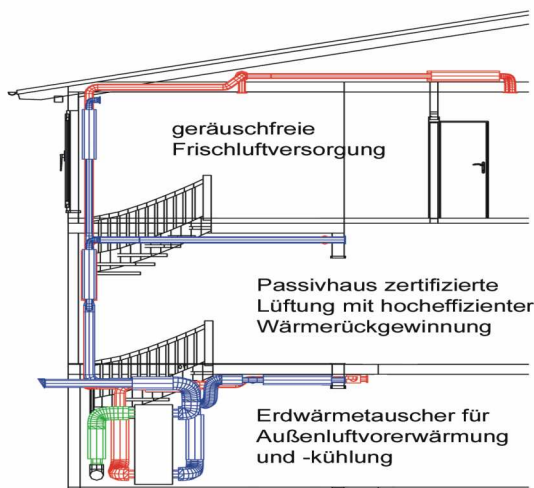 geräuschfreie
Frischluftversorgung
Passivhaus zertifizierte
Lüftung mit hocheffizienter
Wärmerückgewinnung
Erdwärmetauscher für
Außenluftvorerwärmung
und -kühlung